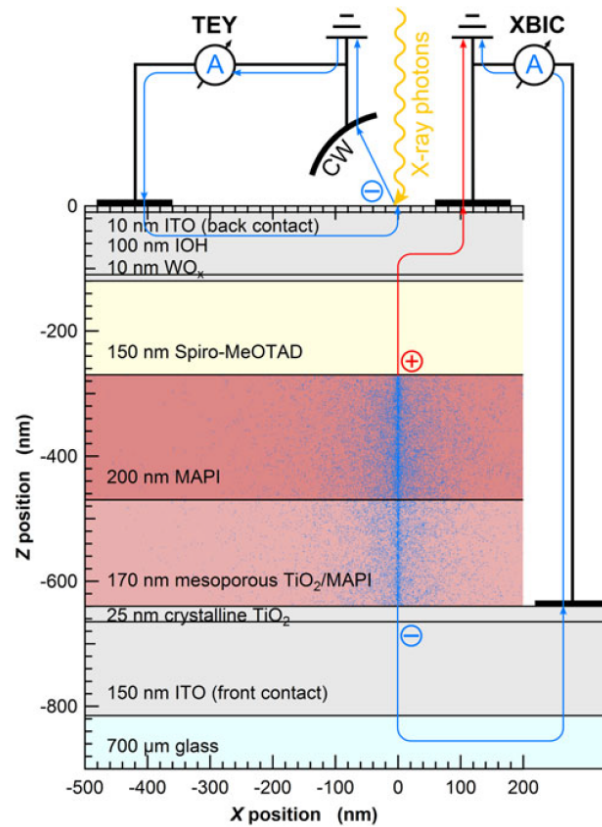 TEY
XBIC
A
A
X-ray photons
CW
−
0
-200
-400
-600
-800
Z position (nm)
10 nm ITO (back contact)
100 nm IOH
10 nm WOₓ
150 nm Spiro-MeOTAD
+
200 nm MAPI
170 nm mesoporous TiO₂/MAPI
25 nm crystalline TiO₂
−
150 nm ITO (front contact)
700 µm glass
-500 -400 -300 -200 -100 0 100 200
X position (nm)